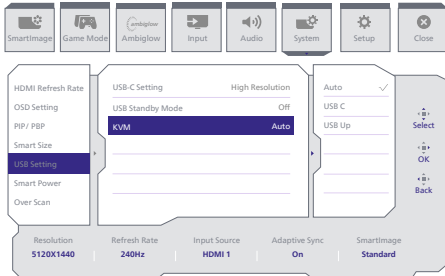 SmartImage
Game Mode
ambiglow
Ambiglow
Input
Audio
System
Setup
Close
HDMI Refresh Rate
OSD Setting
PIP/ PBP
Smart Size
USB Setting
Smart Power
Over Scan
USB-C Setting High Resolution
USB Standby Mode Off
KVM Auto
Auto
USB C
USB Up
Select
OK
Back
Resolution Refresh Rate Input Source Adaptive Sync SmartImage
5120X1440 240Hz HDMI 1 On Standard